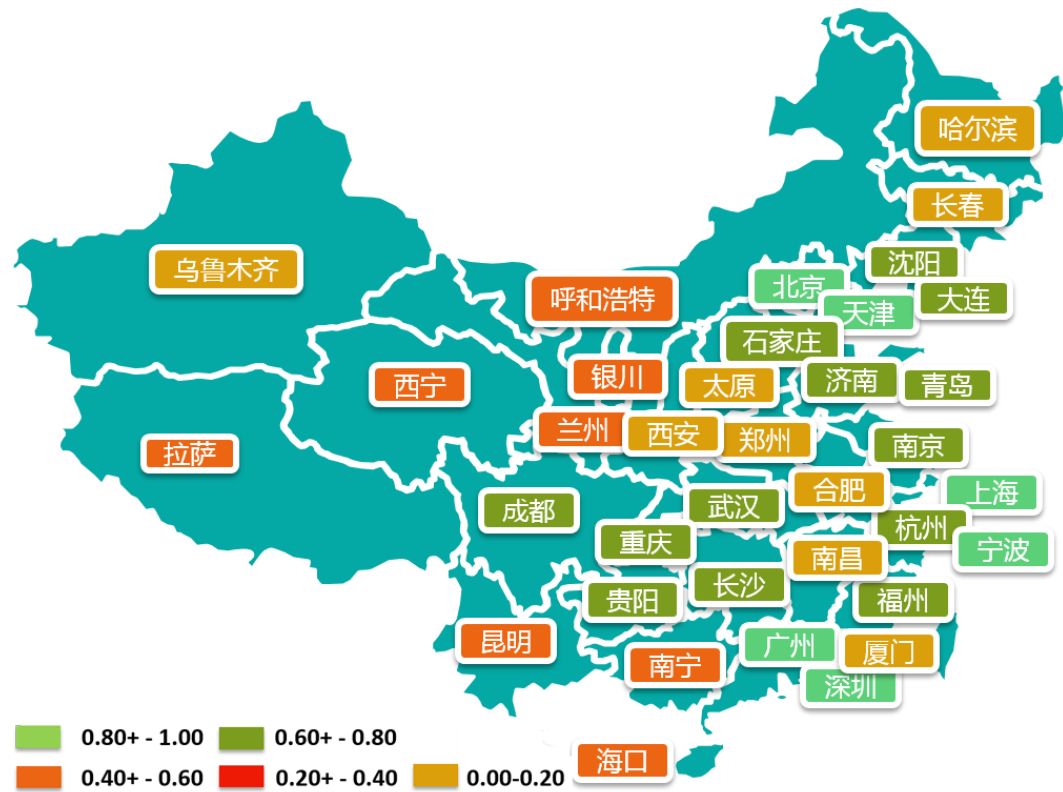 哈尔滨
长春
沈阳
乌鲁木齐
北京
呼和浩特
大连
天津
石家庄
银川
济南
西宁
太原
青岛
兰州
西安
郑州
南京
拉萨
合肥
上海
武汉
成都
杭州
重庆
宁波
南昌
长沙
贵阳
福州
昆明
广州
厦门
南宁
深圳
0.80+ - 1.00
0.60+ - 0.80
海口
0.40+ - 0.60
0.20+ - 0.40
0.00-0.20